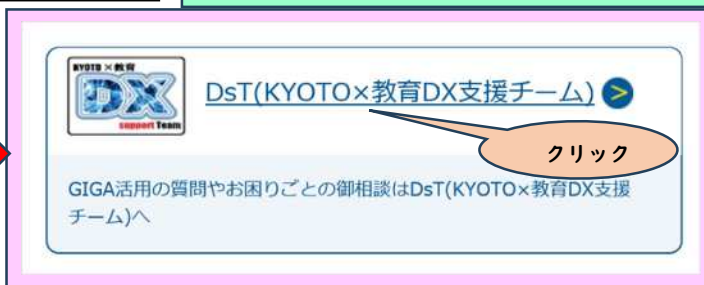 KYOTO×教育
DX
support Team
DsT(KYOTO×教育DX支援チーム)
クリック
GIGA活用の質問やお困りごとの御相談はDsT(KYOTO×教育DX支援
チーム)へ